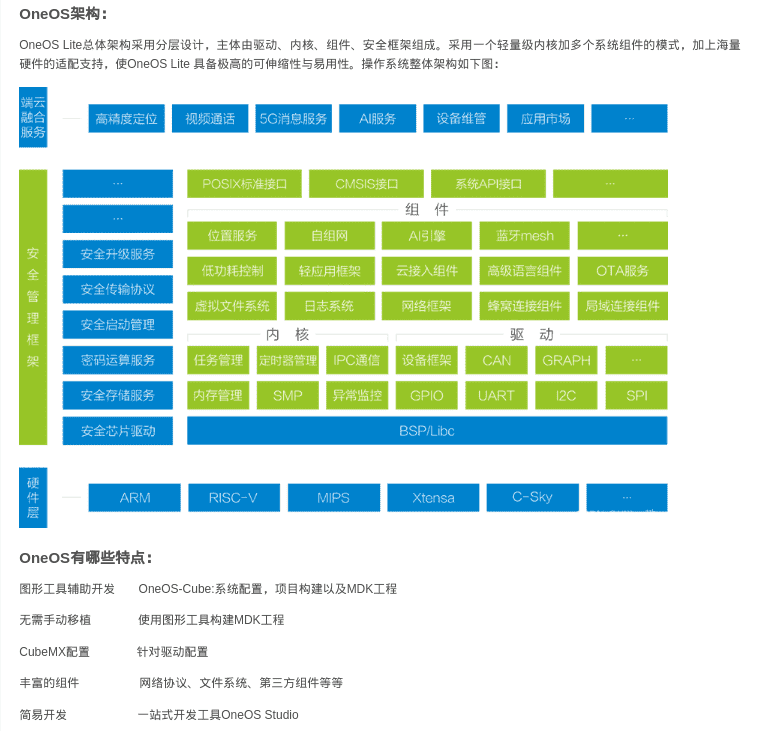 OneOS架构：
OneOS Lite总体架构采用分层设计，主体由驱动、内核、组件、安全框架组成。采用一个轻量级内核加多个系统组件的模式，加上海量
硬件的适配支持，使OneOS Lite 具备极高的可伸缩性与易用性。操作系统整体架构如下图：
端云
融合
服务
高精度定位 视频通话 5G消息服务 AI服务 设备维管 应用市场 ...
安全管理框架
...
...
安全升级服务
安全传输协议
安全启动管理
密码运算服务
安全存储服务
安全芯片驱动
POSIX标准接口 CMSIS接口 系统API接口 ...
组 件
位置服务 自组网 AI引擎 蓝牙mesh ...
低功耗控制 轻应用框架 云接入组件 高级语言组件 OTA服务
虚拟文件系统 日志系统 网络框架 蜂窝连接组件 局域连接组件
内 核 驱 动
任务管理 定时器管理 IPC通信 设备框架 CAN GRAPH ...
内存管理 SMP 异常监控 GPIO UART I2C SPI
BSP/Libc
硬
件
层
ARM RISC-V MIPS Xtensa C-Sky ...
OneOS有哪些特点：
图形工具辅助开发 OneOS-Cube:系统配置，项目构建以及MDK工程
无需手动移植 使用图形工具构建MDK工程
CubeMX配置 针对驱动配置
丰富的组件 网络协议、文件系统、第三方组件等等
简易开发 一站式开发工具OneOS Studio